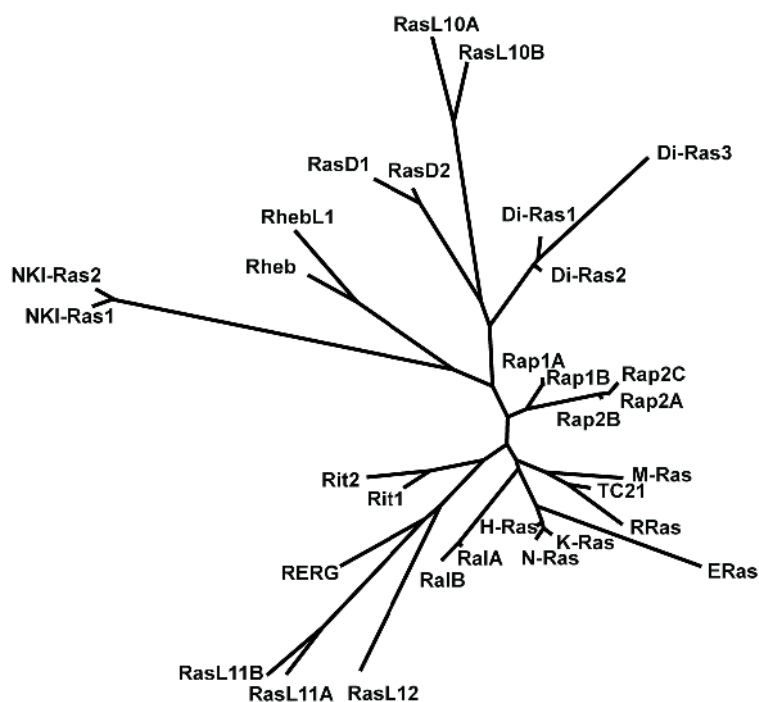 RasL10A
RasL10B
Di-Ras3
RasD1
RasD2
Di-Ras1
RhebL1
Rheb
Di-Ras2
NKI-Ras2
NKI-Ras1
Rap1A
Rap1B
Rap2C
Rap2A
Rap2B
M-Ras
Rit2
TC21
Rit1
H-Ras
RRas
K-Ras
N-Ras
RalA
RERG
RalB
ERas
RasL11B
RasL11A
RasL12